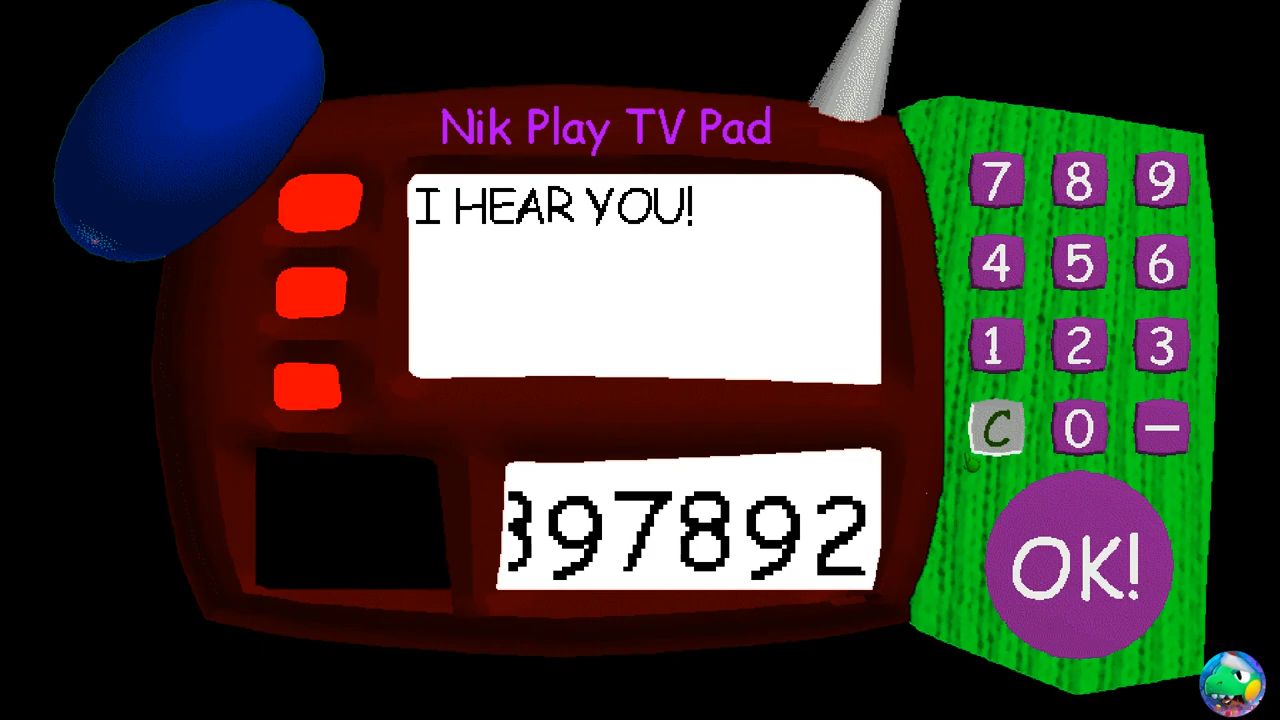 Nik Play TV Pad
I HEAR YOU!
7 8 9
4 5 6
1 2 3
C 0 —
97892
OK!